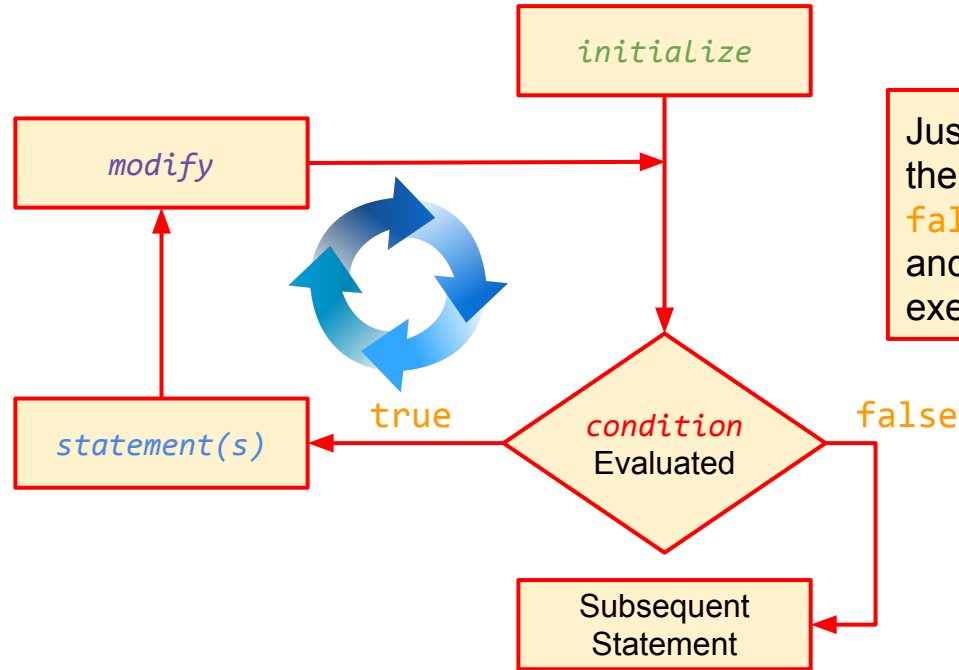 initialize
modify
Jus
the
fal
and
exe
true
false
statement(s)
condition
Evaluated
Subsequent
Statement